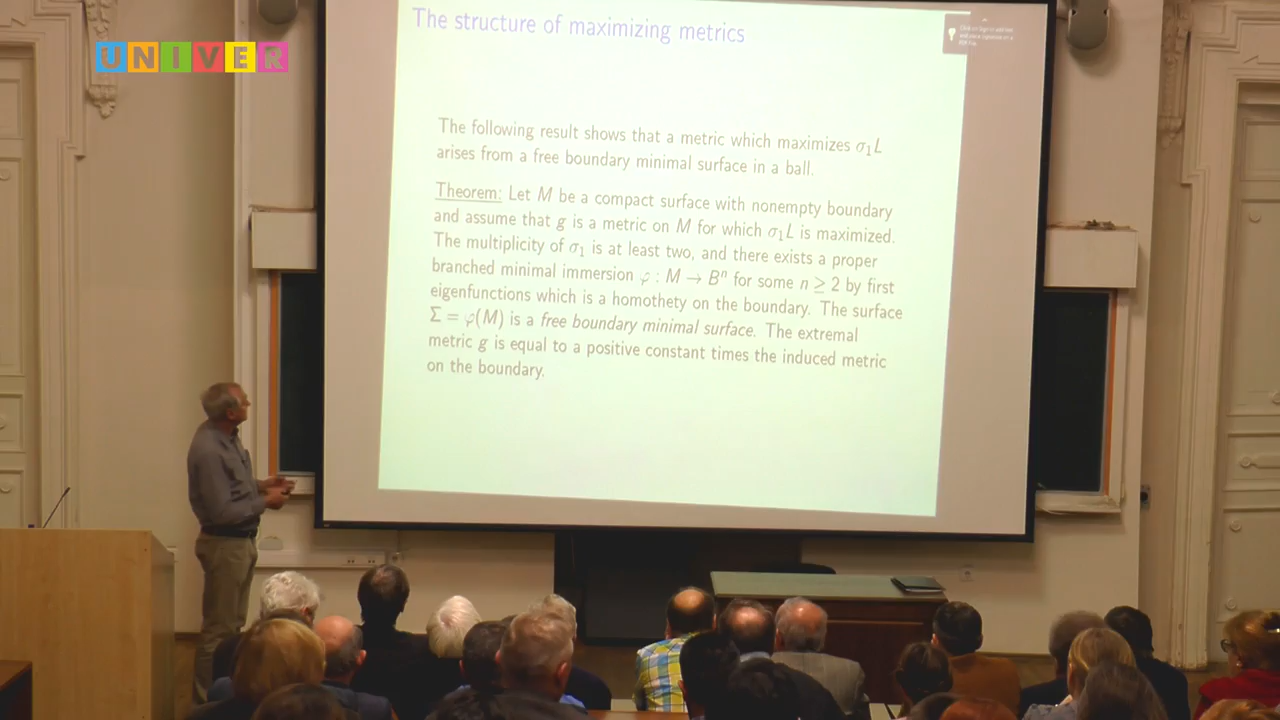 UNIVER
The structure of maximizing metrics
The following result shows that a metric which maximizes σ₁L
arises from a free boundary minimal surface in a ball.
Theorem: Let M be a compact surface with nonempty boundary
and assume that g is a metric on M for which σ₁L is maximized.
The multiplicity of σ₁ is at least two, and there exists a proper
branched minimal immersion φ : M → Bⁿ for some n ≥ 2 by first
eigenfunctions which is a homothety on the boundary. The surface
Σ = φ(M) is a free boundary minimal surface. The extremal
metric g is equal to a positive constant times the induced metric
on the boundary.